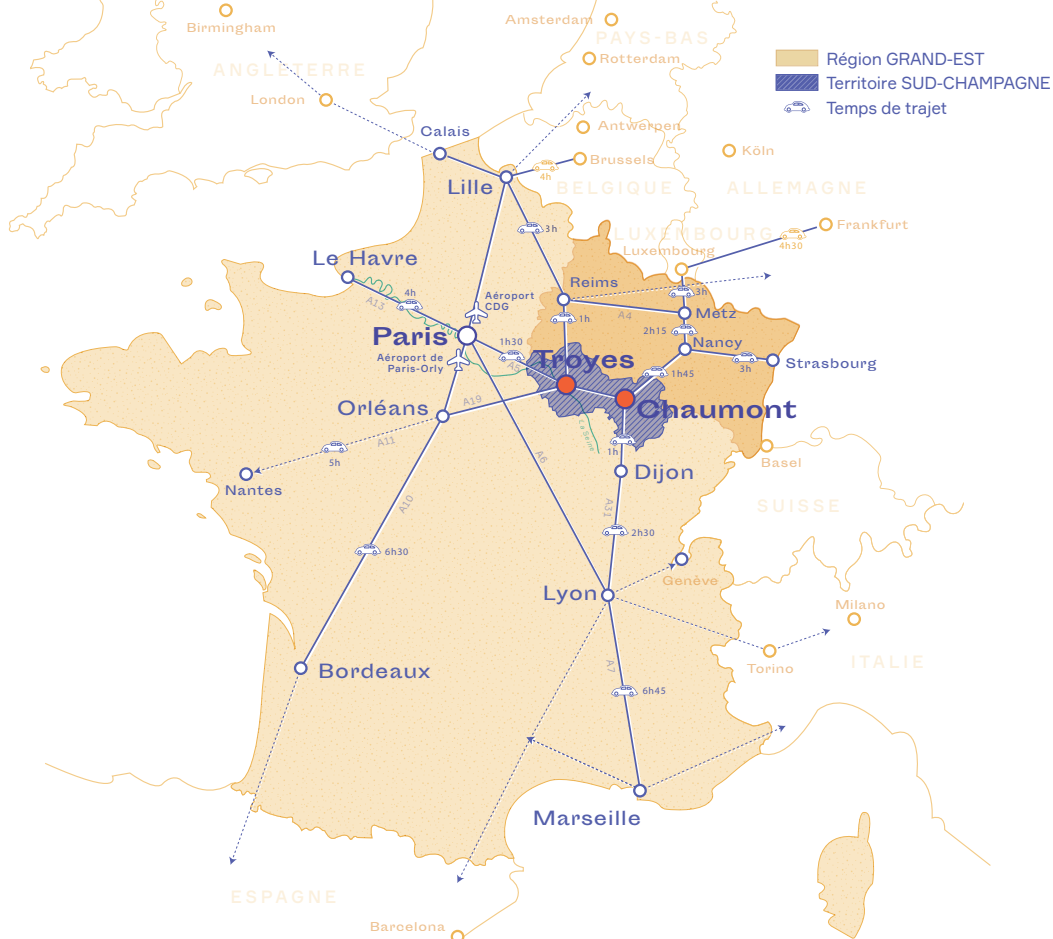 Birmingham
Amsterdam
PAYS-BAS
Rotterdam
ANGLETERRE
London
Région GRAND-EST
Territoire SUD-CHAMPAGNE
Temps de trajet
Calais
Antwerpen
Köln
Brussels
4h
Lille
BELGIQUE
ALLEMAGNE
3h
Frankfurt
4h30
LUXEMBOURG
Luxembourg
Le Havre
Reims
3h
4h
A13
Aéroport
CDG
1h
A4
Metz
2h15
Paris
1h30
Nancy
Aéroport de
Paris-Orly
A5
Troyes
3h
Strasbourg
1h45
Orléans
A19
Chaumont
La Seine
A11
5h
A6
1h
Basel
Nantes
Dijon
A10
A31
SUISSE
6h30
2h30
Genève
Lyon
Milano
A7
Torino
ITALIE
Bordeaux
6h45
Marseille
ESPAGNE
Barcelona